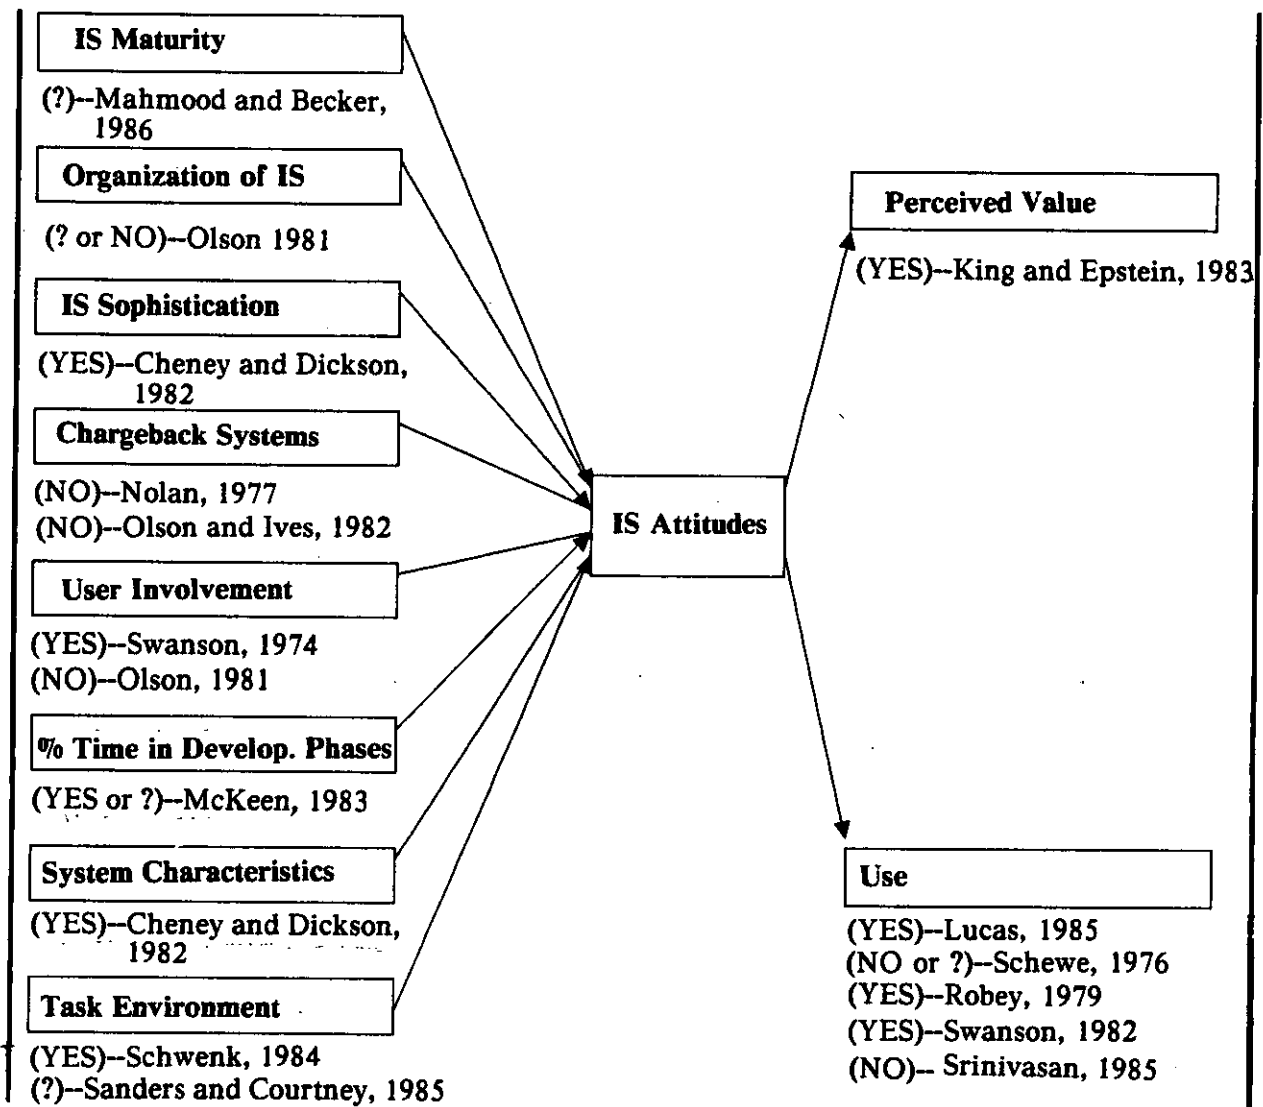 IS Maturity
(?)--Mahmood and Becker,
1986
Organization of IS
(? or NO)--Olson 1981
IS Sophistication
(YES)--Cheney and Dickson,
1982
Chargeback Systems
(NO)--Nolan, 1977
(NO)--Olson and Ives, 1982
User Involvement
(YES)--Swanson, 1974
(NO)--Olson, 1981
% Time in Develop. Phases
(YES or ?)--McKeen, 1983
System Characteristics
(YES)--Cheney and Dickson,
1982
Task Environment
(YES)--Schwenk, 1984
(?)--Sanders and Courtney, 1985
IS Attitudes
Perceived Value
(YES)--King and Epstein, 1983
Use
(YES)--Lucas, 1985
(NO or ?)--Schewe, 1976
(YES)--Robey, 1979
(YES)--Swanson, 1982
(NO)-- Srinivasan, 1985